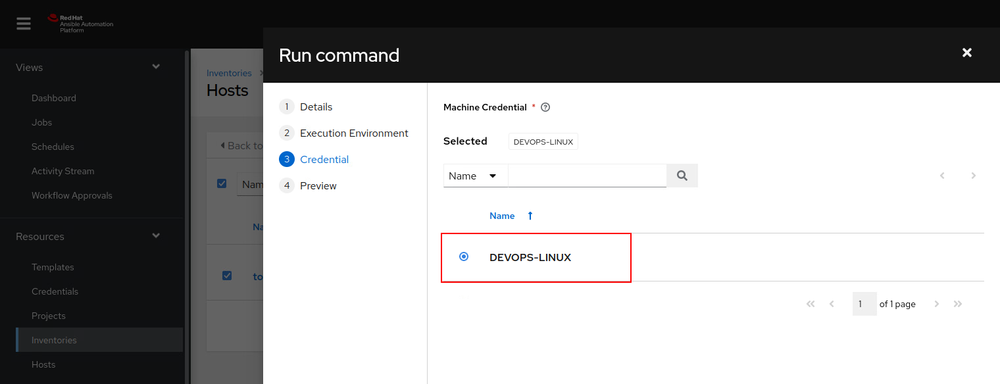 Red Hat
Ansible Automation
Platform
Views
Dashboard
Jobs
Schedules
Activity Stream
Workflow Approvals
Resources
Templates
Credentials
Projects
Inventories
Hosts
Inventories
Hosts
Back to
Nam
Na
to
Run command
1 Details
2 Execution Environment
3 Credential
4 Preview
Machine Credential *
Selected DEVOPS-LINUX
Name
Name
DEVOPS-LINUX
1 of 1 page